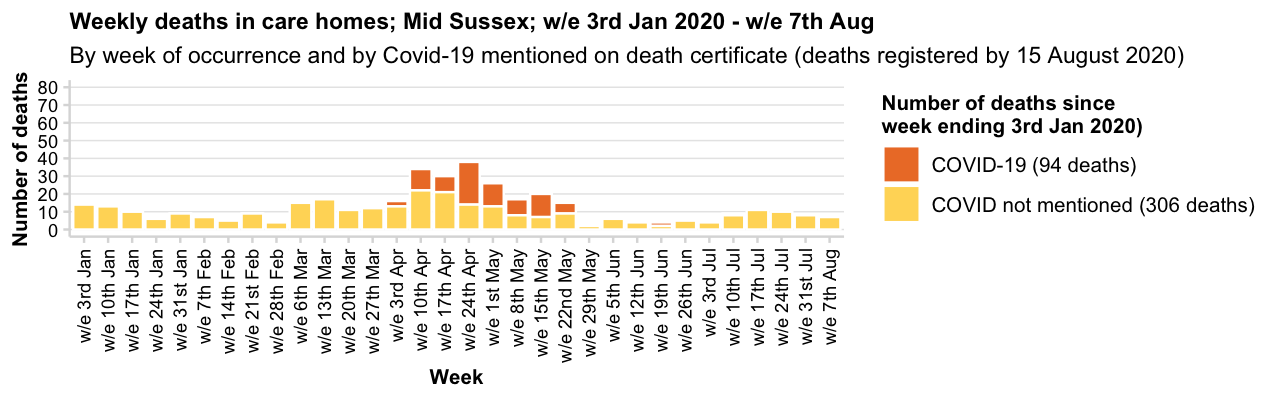 Weekly deaths in care homes; Mid Sussex; w/e 3rd Jan 2020 - w/e 7th Aug
By week of occurrence and by Covid-19 mentioned on death certificate (deaths registered by 15 August 2020)
Number of deaths
80
70
60
50
40
30
20
10
0
w/e 3rd Jan
w/e 10th Jan
w/e 17th Jan
w/e 24th Jan
w/e 31st Jan
w/e 7th Feb
w/e 14th Feb
w/e 21st Feb
w/e 28th Feb
w/e 6th Mar
w/e 13th Mar
w/e 20th Mar
w/e 27th Mar
w/e 3rd Apr
w/e 10th Apr
w/e 17th Apr
w/e 24th Apr
w/e 1st May
w/e 8th May
w/e 15th May
w/e 22nd May
w/e 29th May
w/e 5th Jun
w/e 12th Jun
w/e 19th Jun
w/e 26th Jun
w/e 3rd Jul
w/e 10th Jul
w/e 17th Jul
w/e 24th Jul
w/e 31st Jul
w/e 7th Aug
Week
Number of deaths since
week ending 3rd Jan 2020)
COVID-19 (94 deaths)
COVID not mentioned (306 deaths)